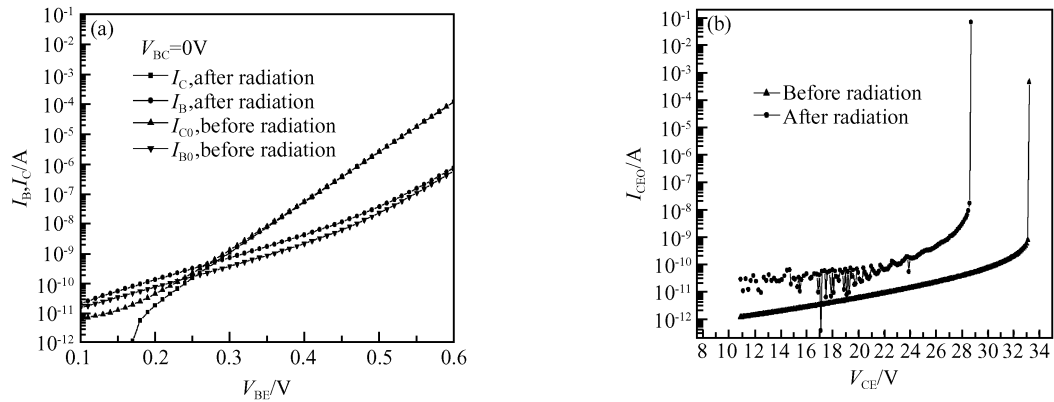 (a)
V_BC=0V
I_C,after radiation
I_B,after radiation
I_C0,before radiation
I_B0,before radiation
I_B,I_C/A
10^-1
10^-2
10^-3
10^-4
10^-5
10^-6
10^-7
10^-8
10^-9
10^-10
10^-11
10^-12
0.1 0.2 0.3 0.4 0.5 0.6
V_BE/V
(b)
Before radiation
After radiation
I_CEO/A
10^-1
10^-2
10^-3
10^-4
10^-5
10^-6
10^-7
10^-8
10^-9
10^-10
10^-11
10^-12
8 10 12 14 16 18 20 22 24 26 28 30 32 34
V_CE/V